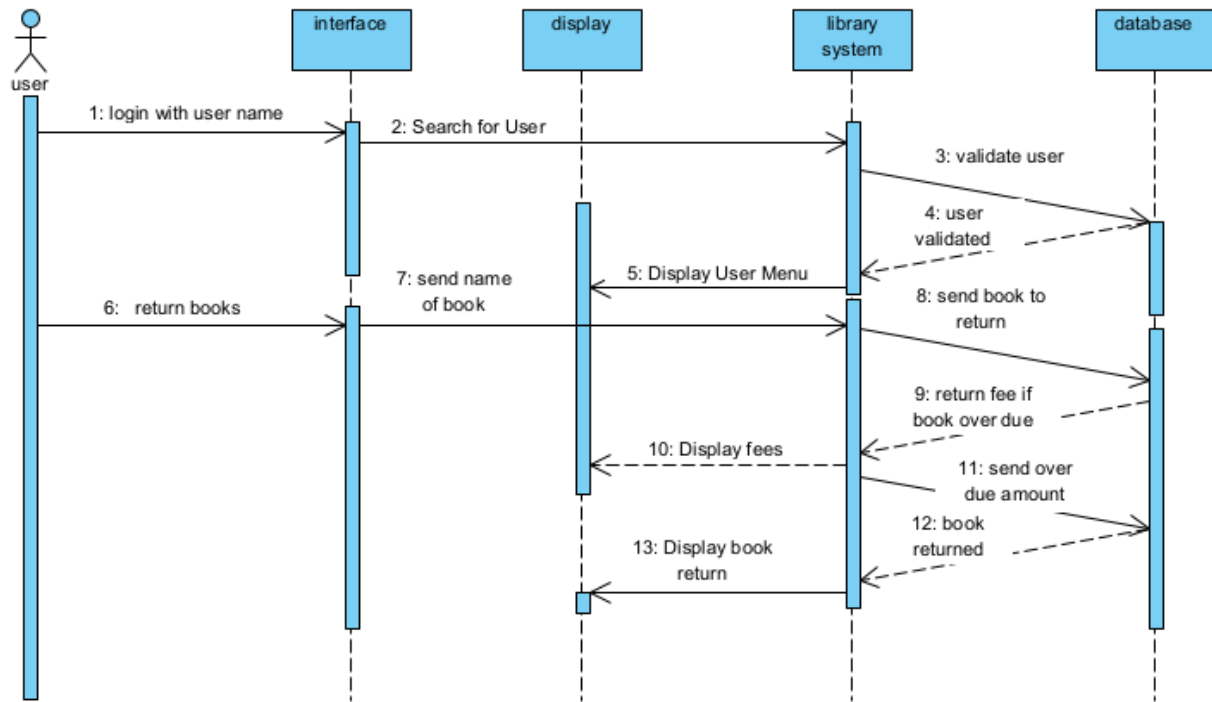 user
interface
display
library
system
database
1: login with user name
2: Search for User
3: validate user
4: user
validated
5: Display User Menu
6: return books
7: send name
of book
8: send book to
return
9: return fee if
book over due
10: Display fees
11: send over
due amount
12: book
returned
13: Display book
return